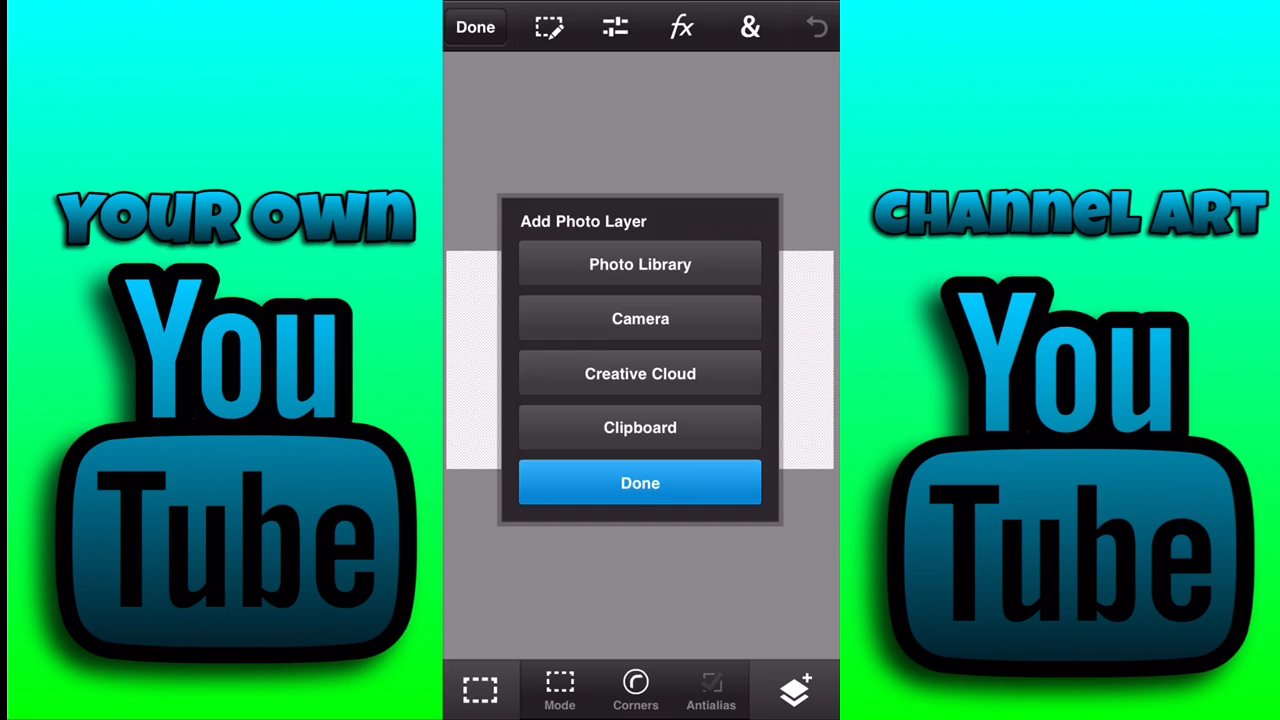 Done
fx
&
YOUR OWN
You
Tube
Add Photo Layer
Photo Library
Camera
Creative Cloud
Clipboard
Done
Mode
Corners
Antialias
CHANNEL ART
You
Tube